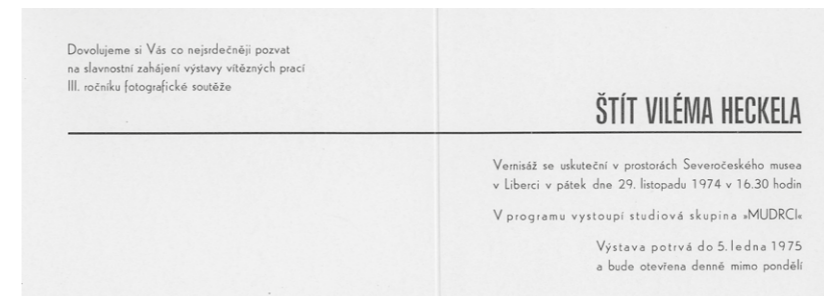 Dovolujeme si Vás co nejsrdečněji pozvat
na slavnostní zahájení výstavy vítězných prací
III. ročníku fotografické soutěže
ŠTÍT VILÉMA HECKELA
Vernisáž se uskuteční v prostorách Severočeského musea
v Liberci v pátek dne 29. listopadu 1974 v 16.30 hodin
V programu vystoupí studiová skupina »MUDRCI«
Výstava potrvá do 5. ledna 1975
a bude otevřena denně mimo pondělí